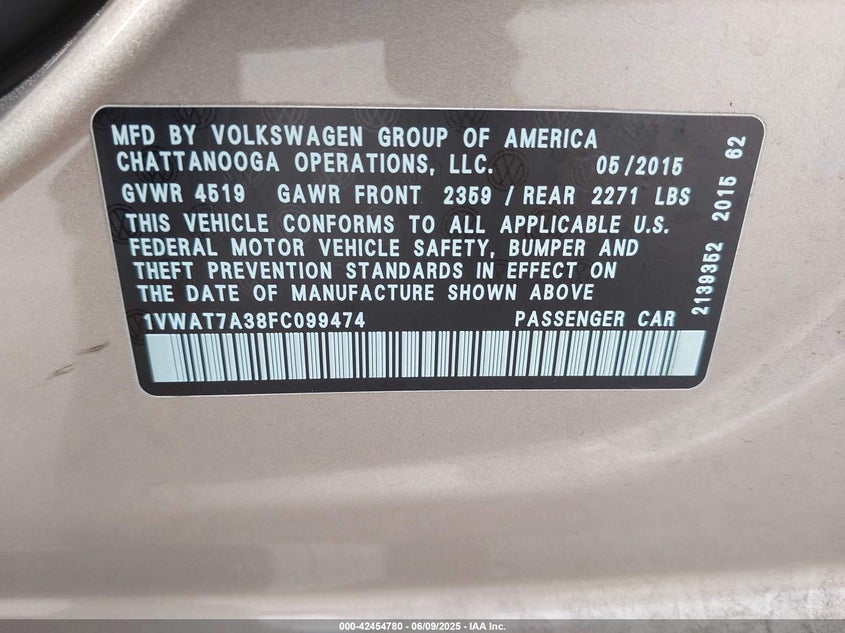 MFD BY VOLKSWAGEN GROUP OF AMERICA
CHATTANOOGA OPERATIONS, LLC. 05/2015
GVWR 4519 GAWR FRONT 2359 / REAR 2271 LBS
THIS VEHICLE CONFORMS TO ALL APPLICABLE U.S.
FEDERAL MOTOR VEHICLE SAFETY, BUMPER AND
THEFT PREVENTION STANDARDS IN EFFECT ON
THE DATE OF MANUFACTURE SHOWN ABOVE
1VWAT7A38FC099474 PASSENGER CAR
2139352 2015 62
000-42454780 - 06/09/2025 - IAA Inc.